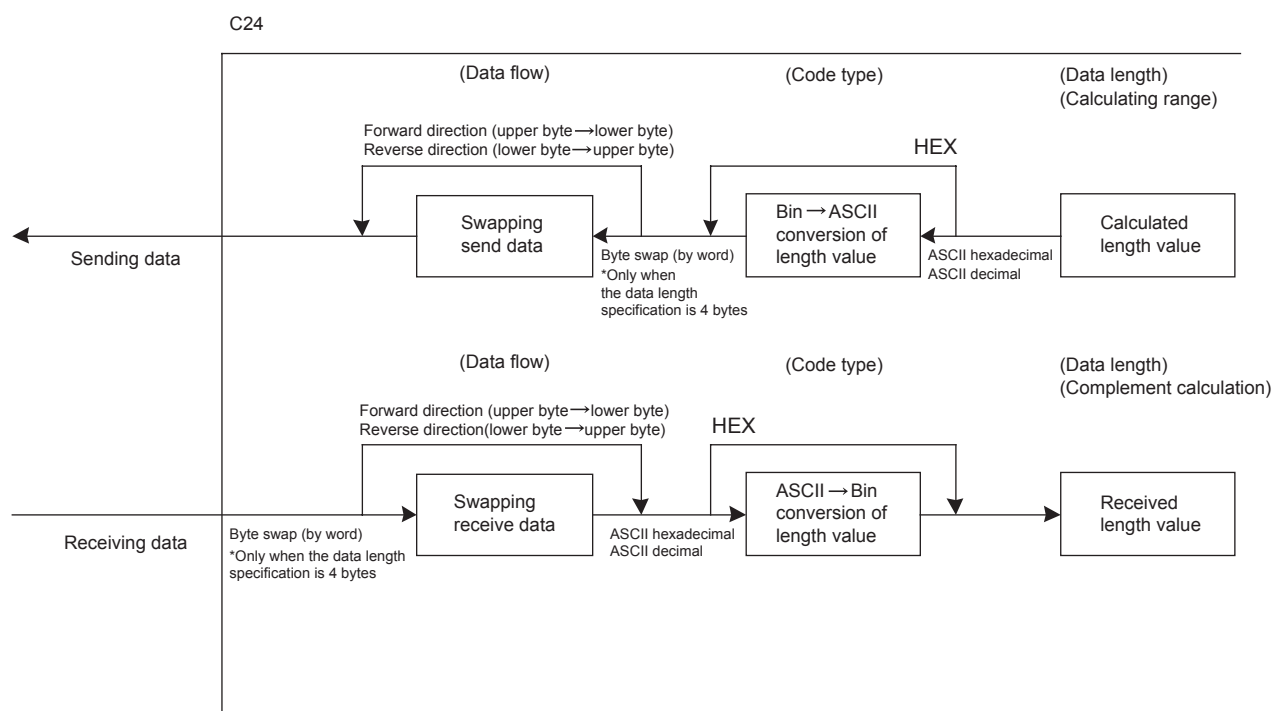 C24
(Data flow)
(Code type)
(Data length)
(Calculating range)
Forward direction (upper byte→lower byte)
Reverse direction (lower byte→upper byte)
HEX
Swapping
send data
Bin→ASCII
conversion of
length value
Calculated
length value
Sending data
Byte swap (by word)
*Only when
the data length
specification is 4 bytes
ASCII hexadecimal
ASCII decimal
(Data flow)
(Code type)
(Data length)
(Complement calculation)
Forward direction (upper byte→lower byte)
Reverse direction(lower byte→upper byte)
HEX
Swapping
receive data
ASCII→Bin
conversion of
length value
Received
length value
Receiving data
Byte swap (by word)
*Only when the data length
specification is 4 bytes
ASCII hexadecimal
ASCII decimal